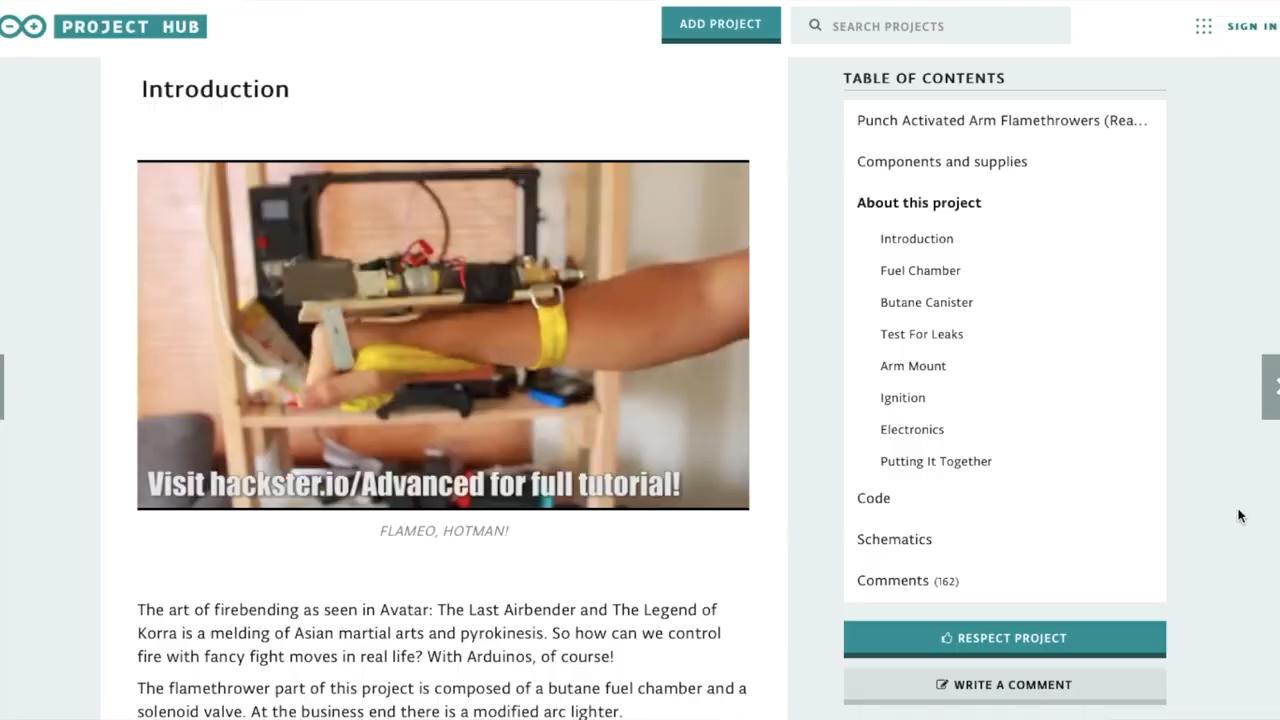 PROJECT HUB
ADD PROJECT
SEARCH PROJECTS
SIGN IN
Introduction
Visit hackster.io/Advanced for full tutorial!
FLAMEO, HOTMAN!
The art of firebending as seen in Avatar: The Last Airbender and The Legend of
Korra is a melding of Asian martial arts and pyrokinesis. So how can we control
fire with fancy fight moves in real life? With Arduinos, of course!
The flamethrower part of this project is composed of a butane fuel chamber and a
solenoid valve. At the business end there is a modified arc lighter.
TABLE OF CONTENTS
Punch Activated Arm Flamethrowers (Rea...
Components and supplies
About this project
Introduction
Fuel Chamber
Butane Canister
Test For Leaks
Arm Mount
Ignition
Electronics
Putting It Together
Code
Schematics
Comments (162)
RESPECT PROJECT
WRITE A COMMENT